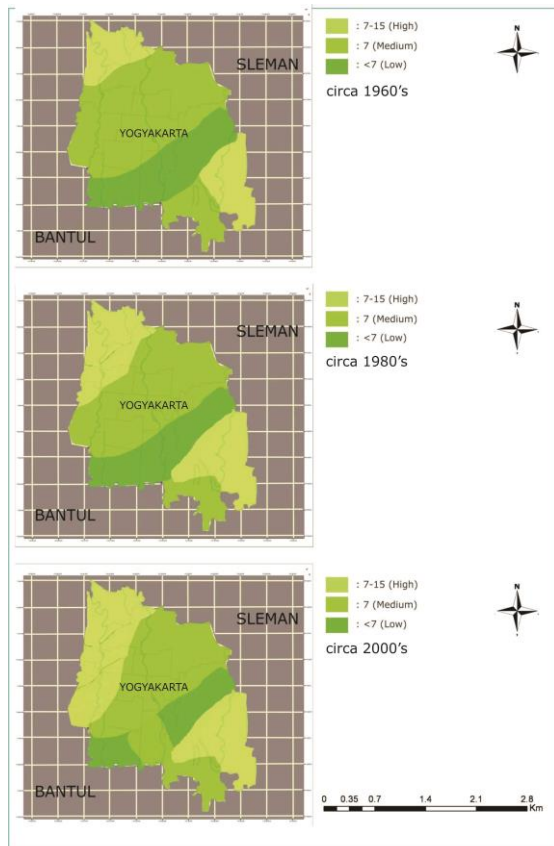 : 7-15 (High)
: 7 (Medium)
: <7 (Low)
circa 1960's
N
SLEMAN
YOGYAKARTA
BANTUL
: 7-15 (High)
: 7 (Medium)
: <7 (Low)
circa 1980's
N
SLEMAN
YOGYAKARTA
BANTUL
: 7-15 (High)
: 7 (Medium)
: <7 (Low)
circa 2000's
N
SLEMAN
YOGYAKARTA
BANTUL
0 0.35 0.7 1.4 2.1 2.8
Km